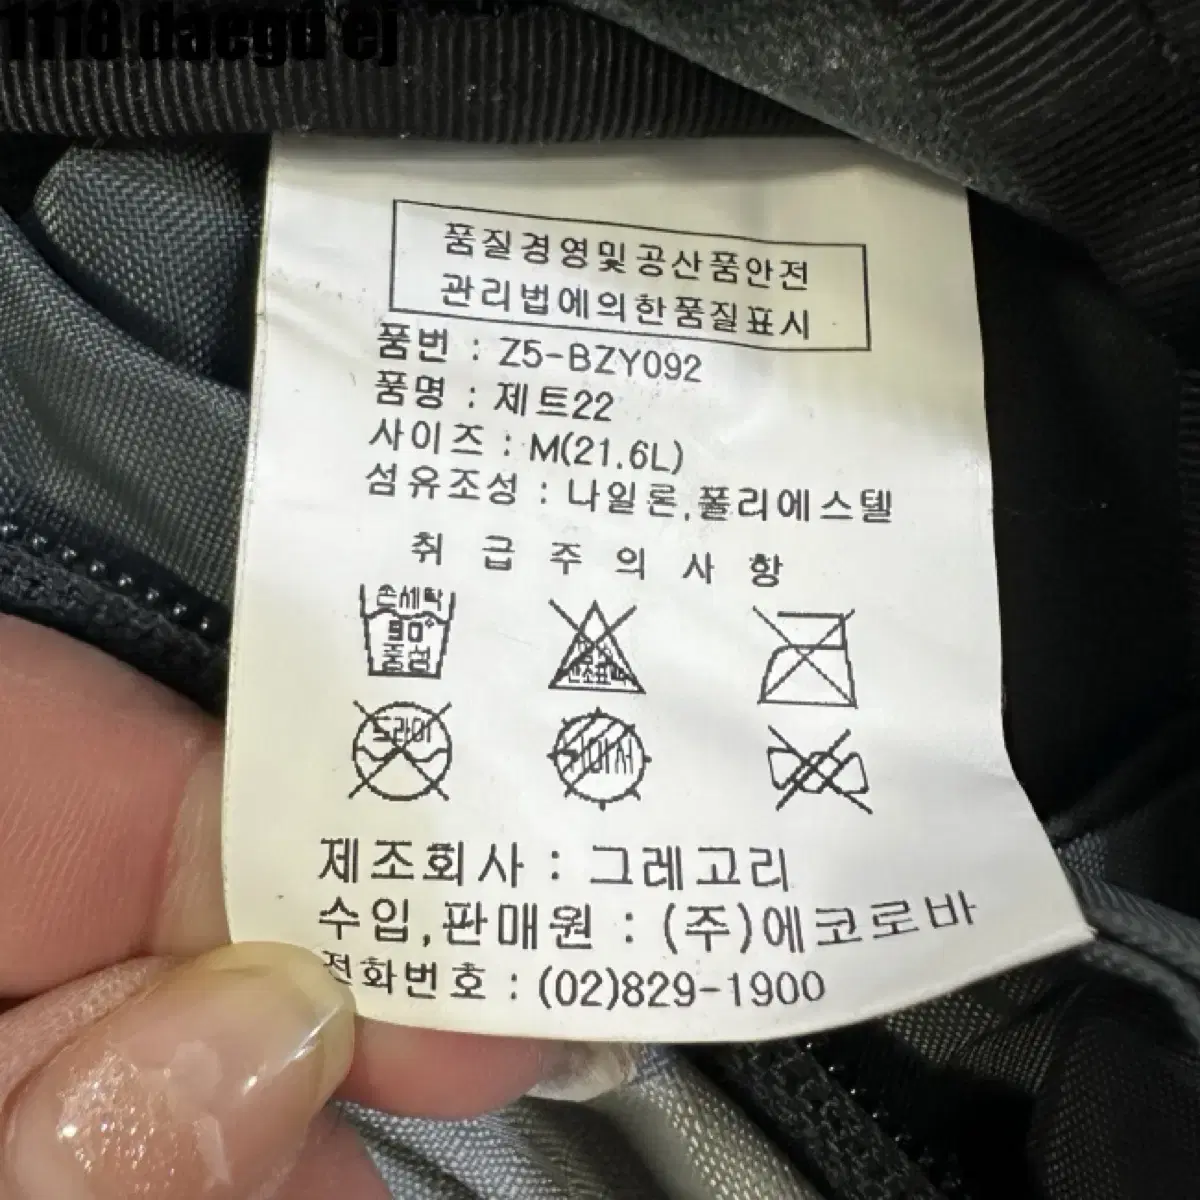 1118 daegu ej
품질경영및공산품안전
관리법에의한품질표시
품번 : Z5-BZY092
품명 : 제트22
사이즈 : M(21.6L)
섬유조성 : 나일론,폴리에스텔
취 급 주 의 사 항
손세탁
30°
중성
드라이
제조회사 : 그레고리
수입,판매원 : (주)에코로바
전화번호 : (02)829-1900